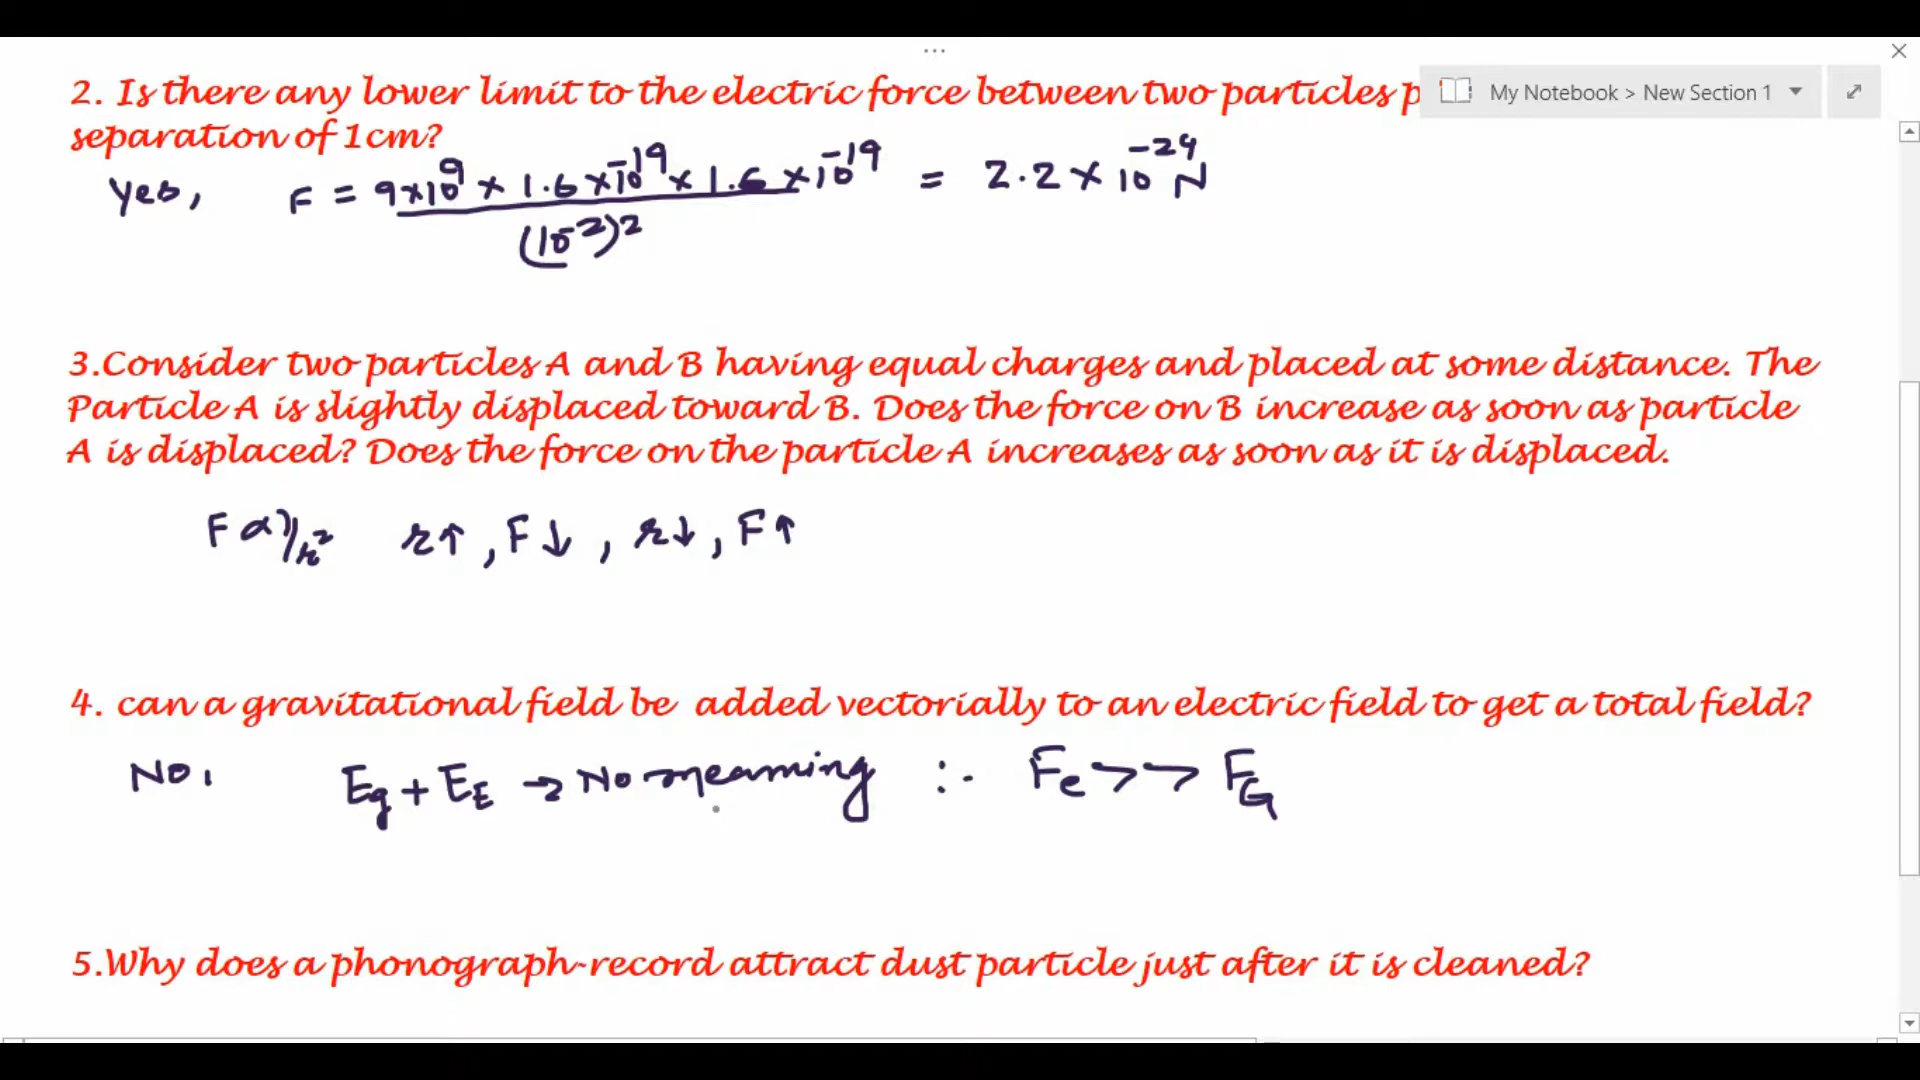 2. Is there any lower limit to the electric force between two particles p
My Notebook > New Section 1
separation of 1cm?
Yes, F = 9×10^9 × 1.6×10^-19 × 1.6×10^-19 / (10^-2)^2 = 2.2×10^-24 N
3.Consider two particles A and B having equal charges and placed at some distance. The
Particle A is slightly displaced toward B. Does the force on B increase as soon as particle
A is displaced? Does the force on the particle A increases as soon as it is displaced.
F α 1/r^2 r↑, F↓, r↓, F↑
4. can a gravitational field be added vectorially to an electric field to get a total field?
No, Eg + EE → No meaming ∴ Fe >> FG
5.Why does a phonograph-record attract dust particle just after it is cleaned?